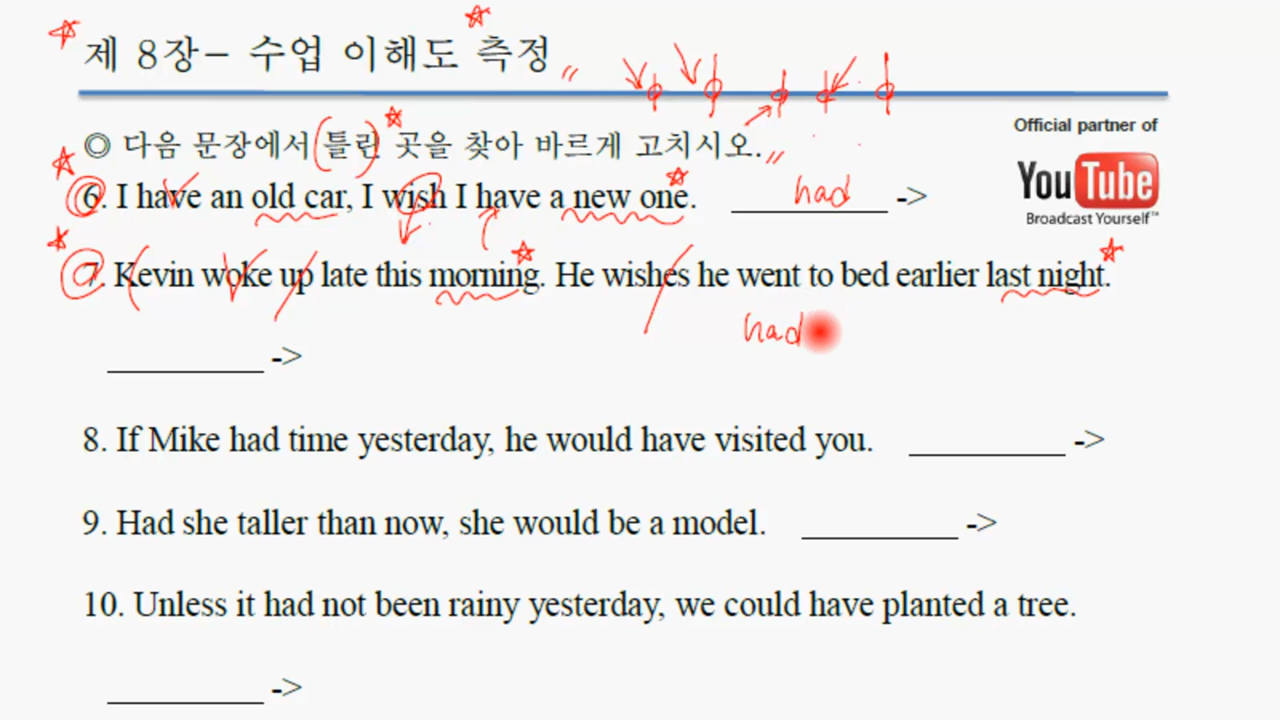 제 8장- 수업 이해도 측정
◎ 다음 문장에서 틀린 곳을 찾아 바르게 고치시오.
Official partner of
YouTube
Broadcast Yourself™
6. I have an old car, I wish I have a new one. had ->
7. Kevin woke up late this morning. He wishes he went to bed earlier last night.
had
->
8. If Mike had time yesterday, he would have visited you. ->
9. Had she taller than now, she would be a model. ->
10. Unless it had not been rainy yesterday, we could have planted a tree.
->